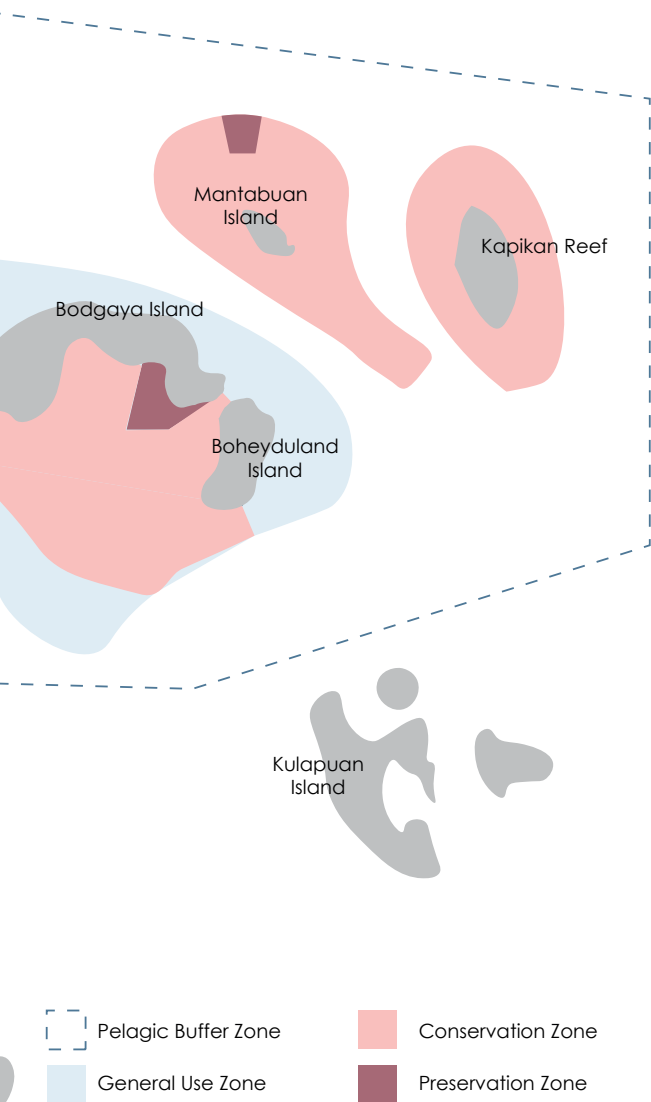 Mantabuan
Island
Kapikan Reef
Bodgaya Island
Boheyduland
Island
Kulapuan
Island
Pelagic Buffer Zone
Conservation Zone
General Use Zone
Preservation Zone